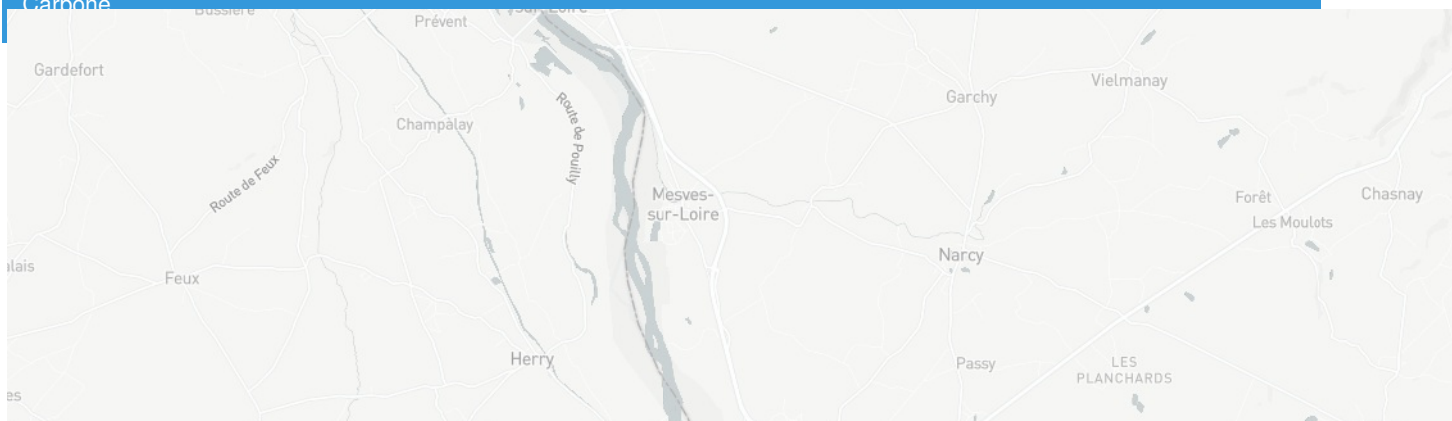 Carbone
Bussière
Prévent
sur-Loire
Gardefort
Vielmanay
Garchy
Route de Pouilly
Champalay
Route de Feux
Mesves-
sur-Loire
Forêt
Chasnay
Les Moulots
Narcy
Feux
Herry
Passy
LES
PLANCHARDS